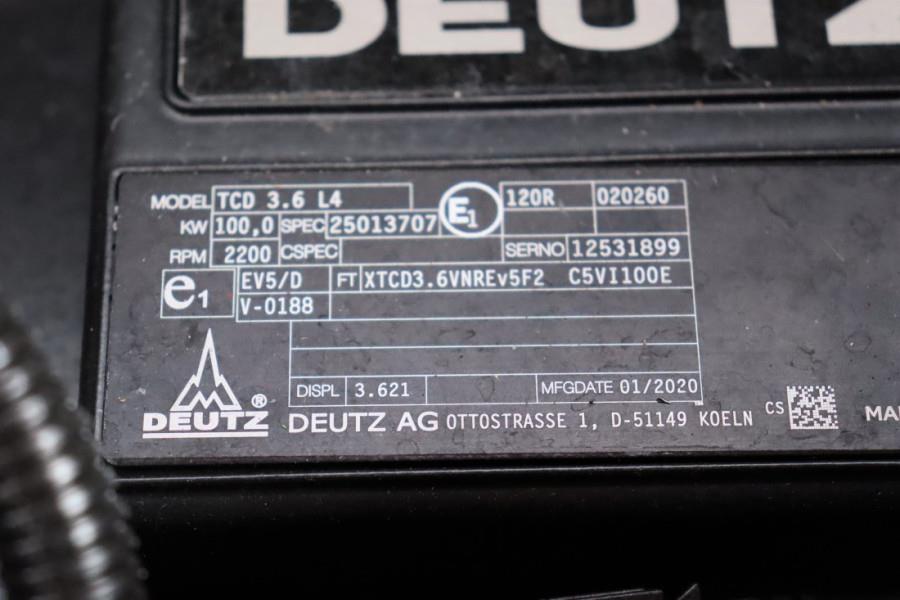 DEUTZ
MODEL TCD 3.6 L4 E1 120R 020260
KW 100,0 SPEC 25013707
RPM 2200 CSPEC SERNO 12531899
e1 EV5/D FT XTCD3.6VNREv5F2 C5VI100E
V-0188
DISPL 3.621 MFGDATE 01/2020
DEUTZ® DEUTZ AG OTTOSTRASSE 1, D-51149 KOELN CS